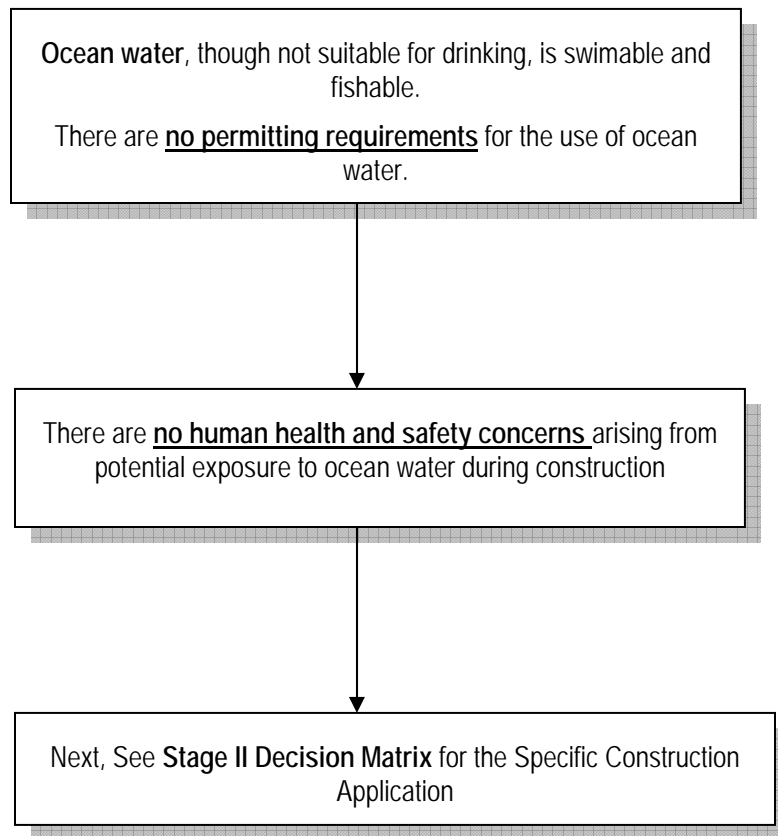 Ocean water, though not suitable for drinking, is swimable and
fishable.
There are no permitting requirements for the use of ocean
water.
There are no human health and safety concerns arising from
potential exposure to ocean water during construction
Next, See Stage II Decision Matrix for the Specific Construction
Application